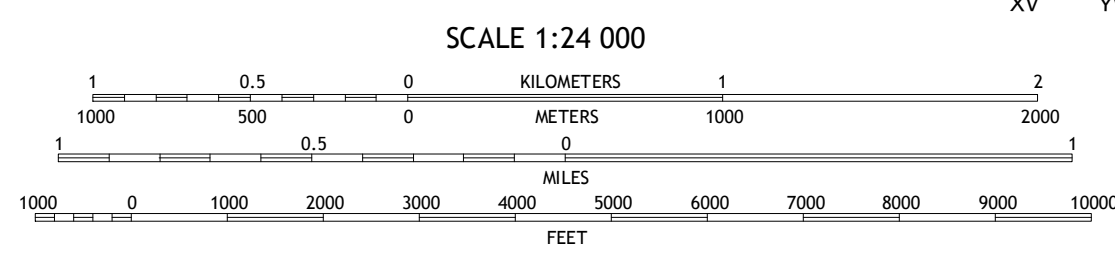 XV Y
SCALE 1:24 000
1 0.5 0 KILOMETERS 1 2
1000 500 0 METERS 1000 2000
1 0.5 0 1
MILES
1000 0 1000 2000 3000 4000 5000 6000 7000 8000 9000 10000
FEET